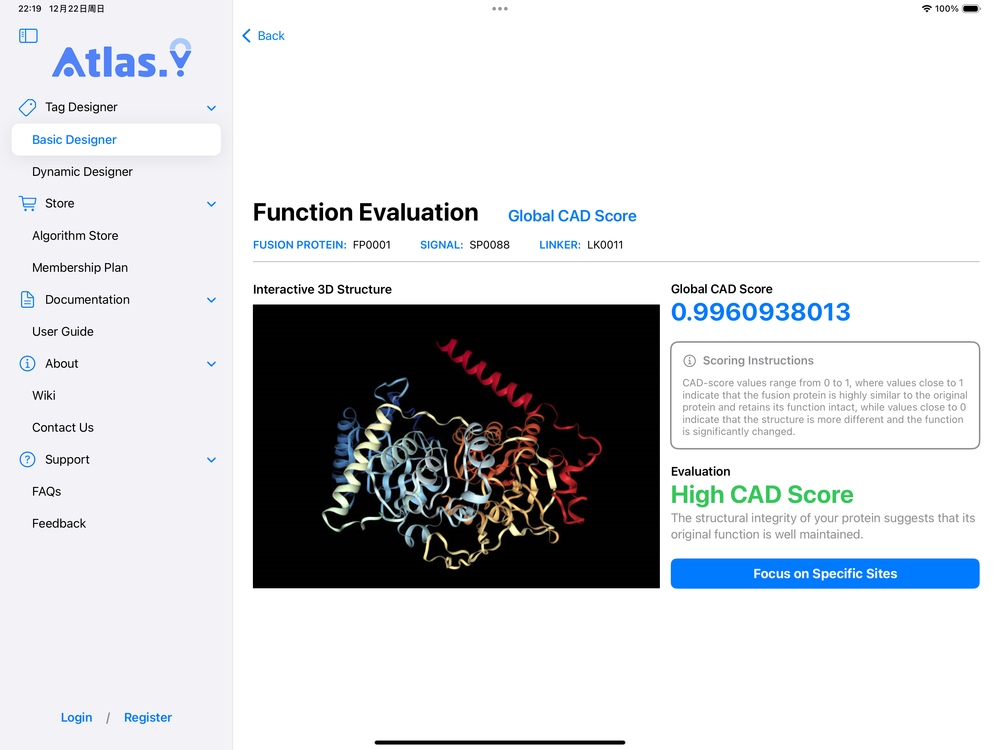 22:19 12月22日周日
100%
Atlas.
Tag Designer
Basic Designer
Dynamic Designer
Store
Algorithm Store
Membership Plan
Documentation
User Guide
About
Wiki
Contact Us
Support
FAQs
Feedback
Login / Register
Back
Function Evaluation Global CAD Score
FUSION PROTEIN: FP0001 SIGNAL: SP0088 LINKER: LK0011
Interactive 3D Structure
Global CAD Score
0.9960938013
Scoring Instructions
CAD-score values range from 0 to 1, where values close to 1
indicate that the fusion protein is highly similar to the original
protein and retains its function intact, while values close to 0
indicate that the structure is more different and the function
is significantly changed.
Evaluation
High CAD Score
The structural integrity of your protein suggests that its
original function is well maintained.
Focus on Specific Sites